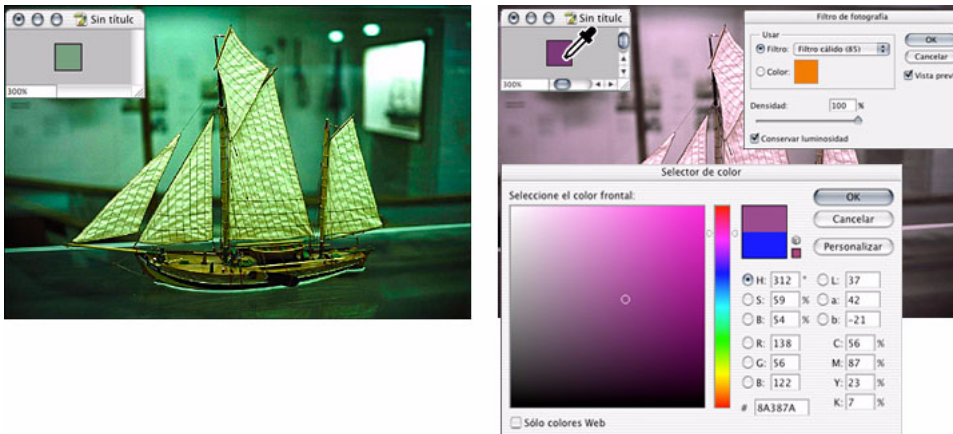 Sin títulc
300%
Sin títulc
300%
Filtro de fotografía
Usar
Filtro: Filtro cálido (85)
Color:
OK
Cancelar
Vista previ
Densidad: 100 %
Conservar luminosidad
Selector de color
Seleccione el color frontal:
OK
Cancelar
Personalizar
H: 312 ° L: 37
S: 59 % a: 42
B: 54 % b: -21
R: 138 C: 56 %
G: 56 M: 87 %
B: 122 Y: 23 %
# 8A387A K: 7 %
Sólo colores Web